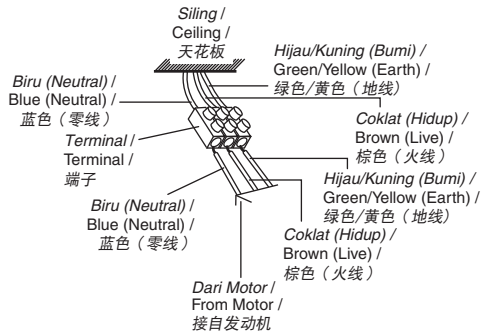 Siling /
Ceiling /
天花板
Hijau/Kuning (Bumi) /
Green/Yellow (Earth) /
绿色/黄色（地线）
Biru (Neutral) /
Blue (Neutral) /
蓝色（零线）
Coklat (Hidup) /
Brown (Live) /
棕色（火线）
Terminal /
Terminal /
端子
Hijau/Kuning (Bumi) /
Green/Yellow (Earth) /
绿色/黄色（地线）
Biru (Neutral) /
Blue (Neutral) /
蓝色（零线）
Coklat (Hidup) /
Brown (Live) /
棕色（火线）
Dari Motor /
From Motor /
接自发动机